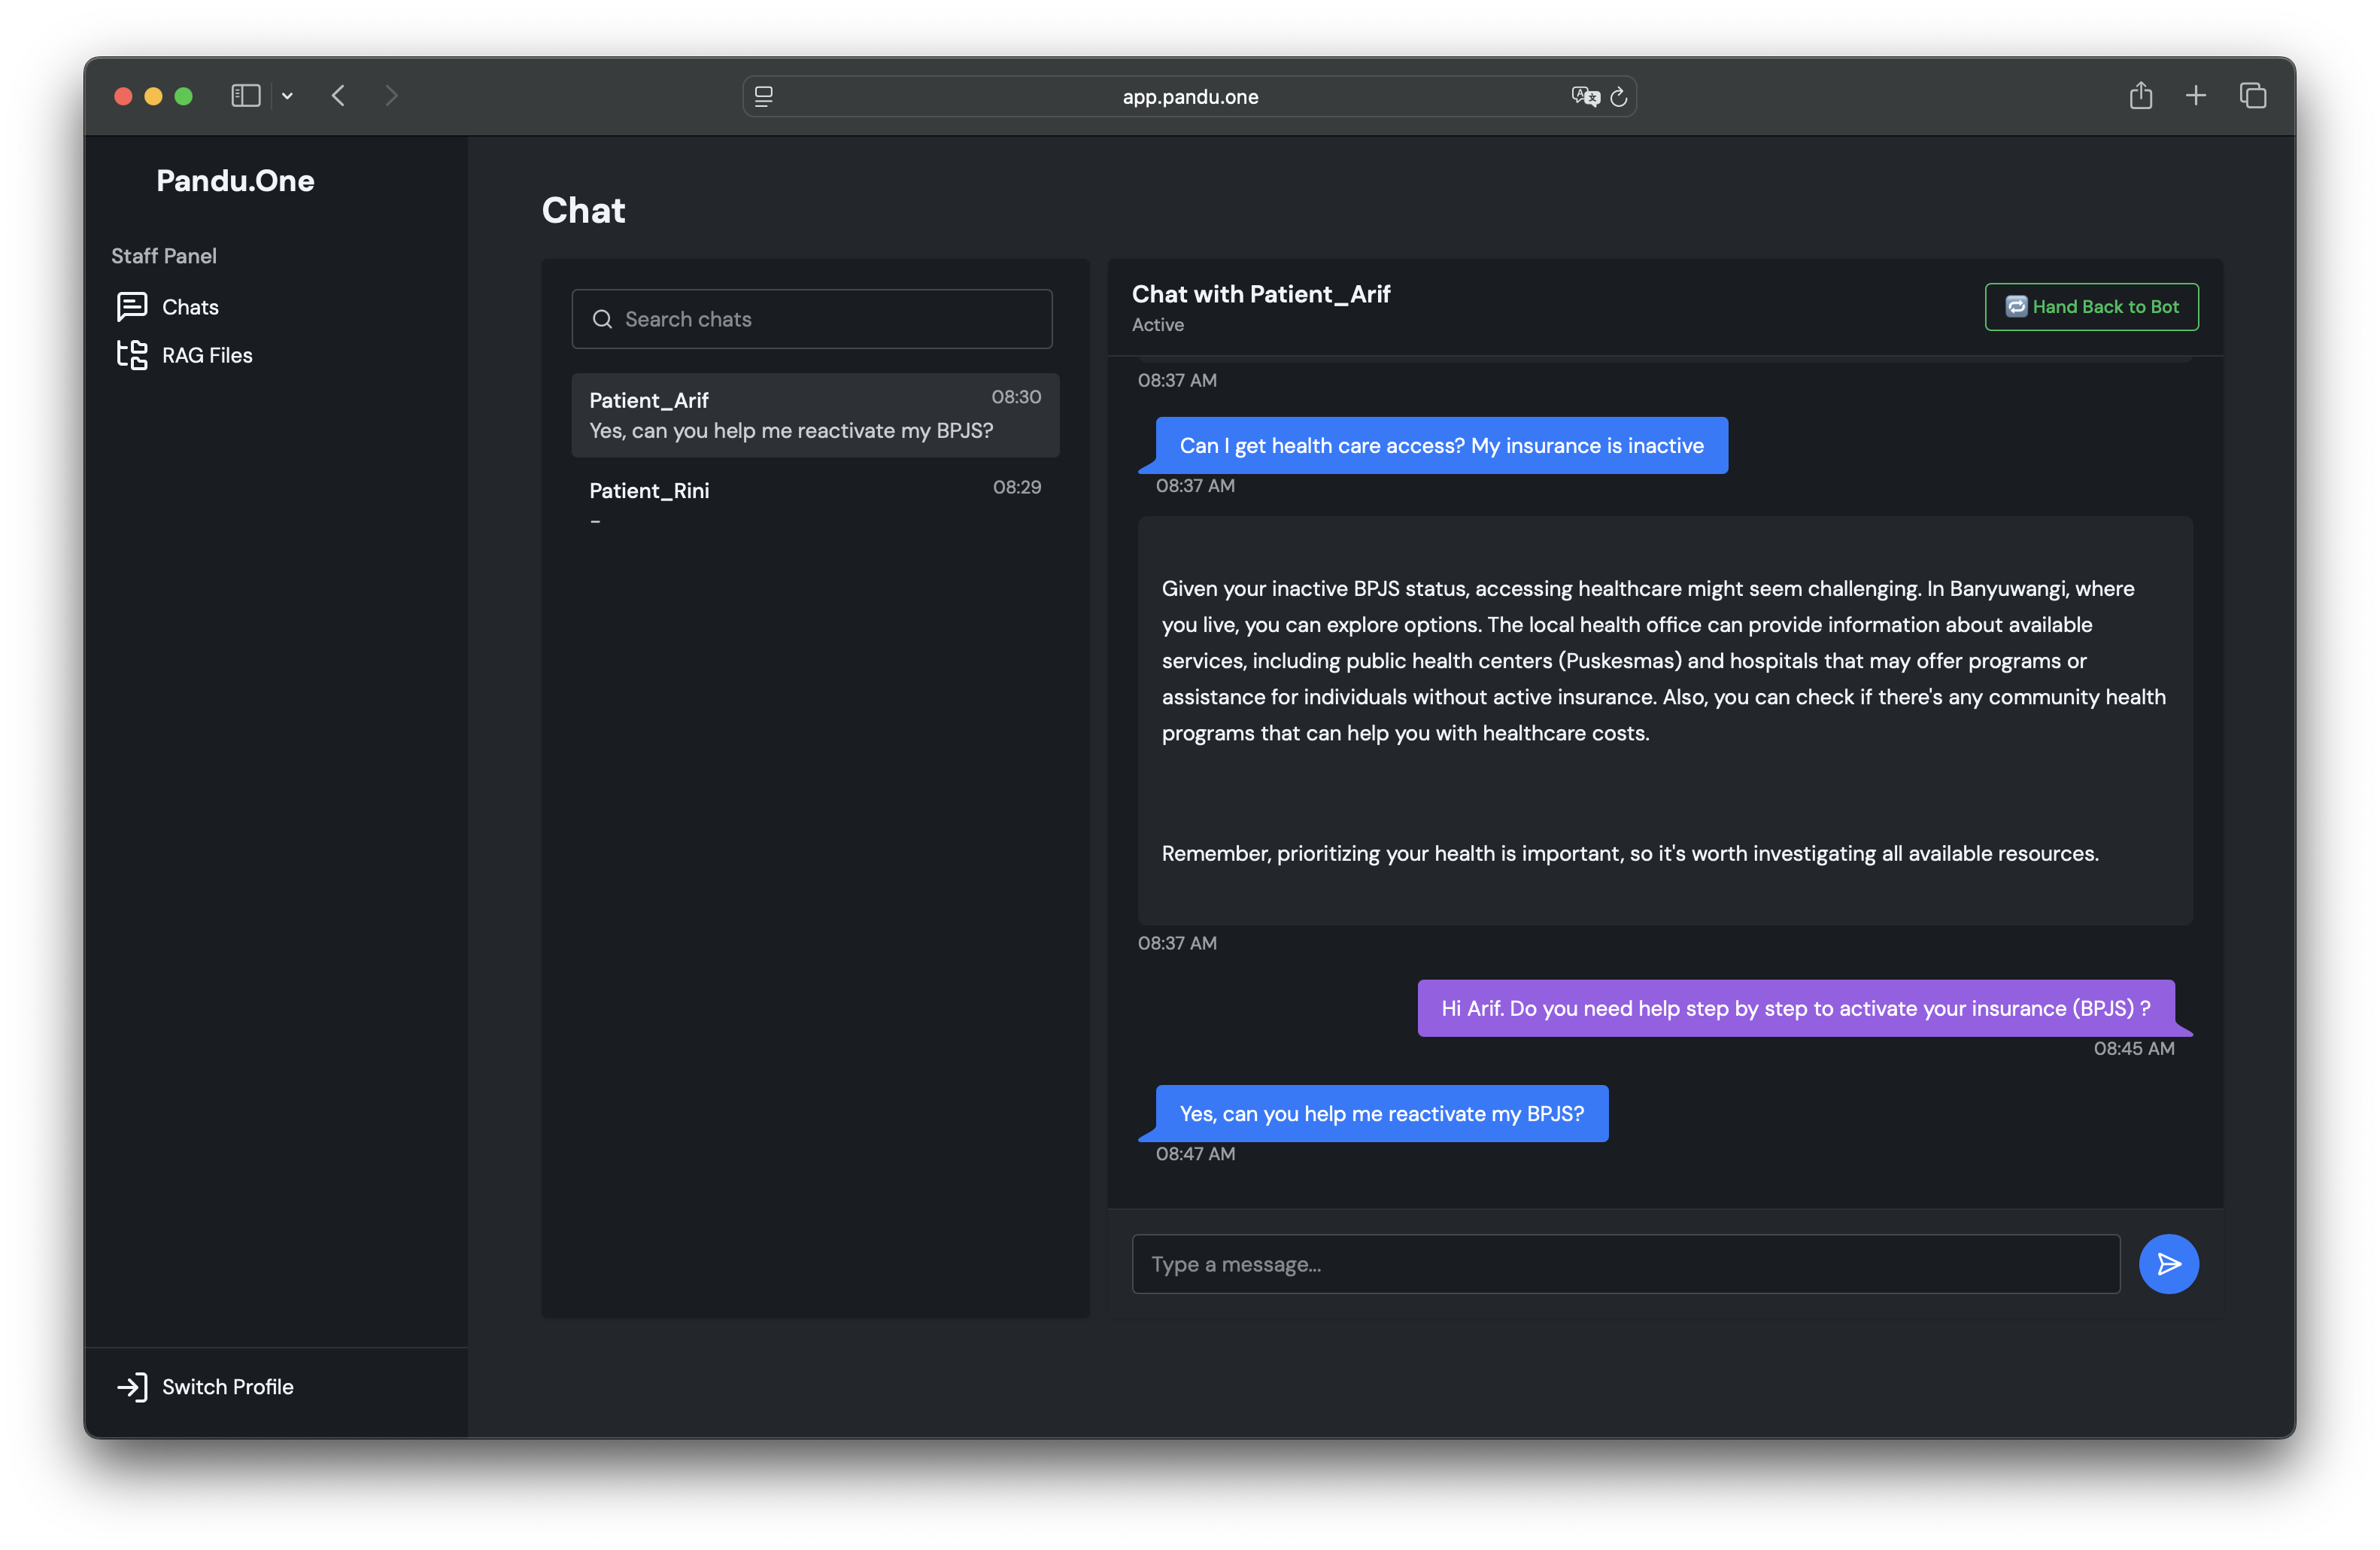 app.pandu.one
Pandu.One
Staff Panel
Chats
RAG Files
Switch Profile
Chat
Search chats
Patient_Arif 08:30
Yes, can you help me reactivate my BPJS?
Patient_Rini 08:29
-
Chat with Patient_Arif
Active
Hand Back to Bot
08:37 AM
Can I get health care access? My insurance is inactive
08:37 AM
Given your inactive BPJS status, accessing healthcare might seem challenging. In Banyuwangi, where
you live, you can explore options. The local health office can provide information about available
services, including public health centers (Puskesmas) and hospitals that may offer programs or
assistance for individuals without active insurance. Also, you can check if there's any community health
programs that can help you with healthcare costs.
Remember, prioritizing your health is important, so it's worth investigating all available resources.
08:37 AM
Hi Arif. Do you need help step by step to activate your insurance (BPJS) ?
08:45 AM
Yes, can you help me reactivate my BPJS?
08:47 AM
Type a message...